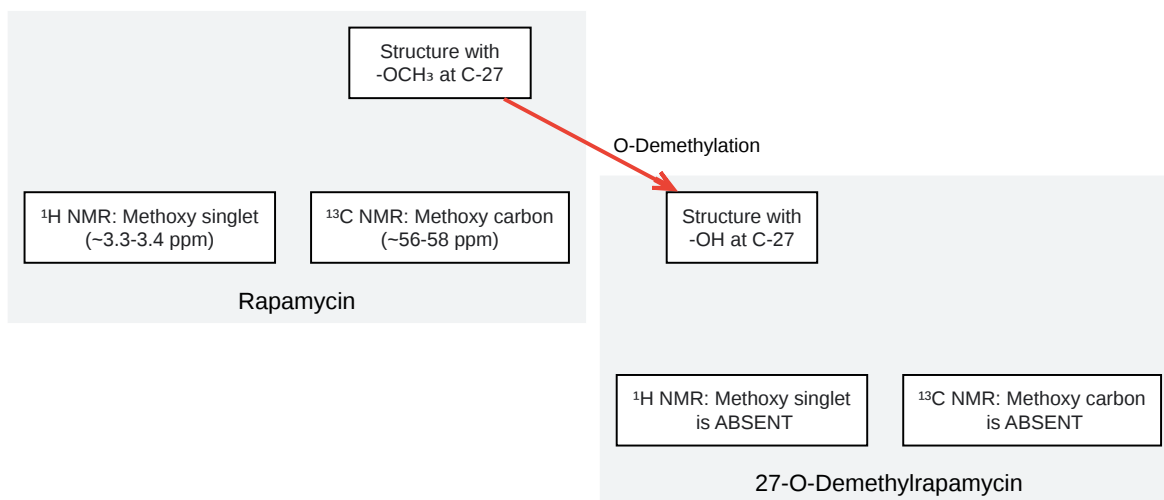 Structure with
-OCH₃ at C-27
O-Demethylation
¹H NMR: Methoxy singlet
(~3.3-3.4 ppm)
¹³C NMR: Methoxy carbon
(~56-58 ppm)
Rapamycin
Structure with
-OH at C-27
¹H NMR: Methoxy singlet
is ABSENT
¹³C NMR: Methoxy carbon
is ABSENT
27-O-Demethylrapamycin